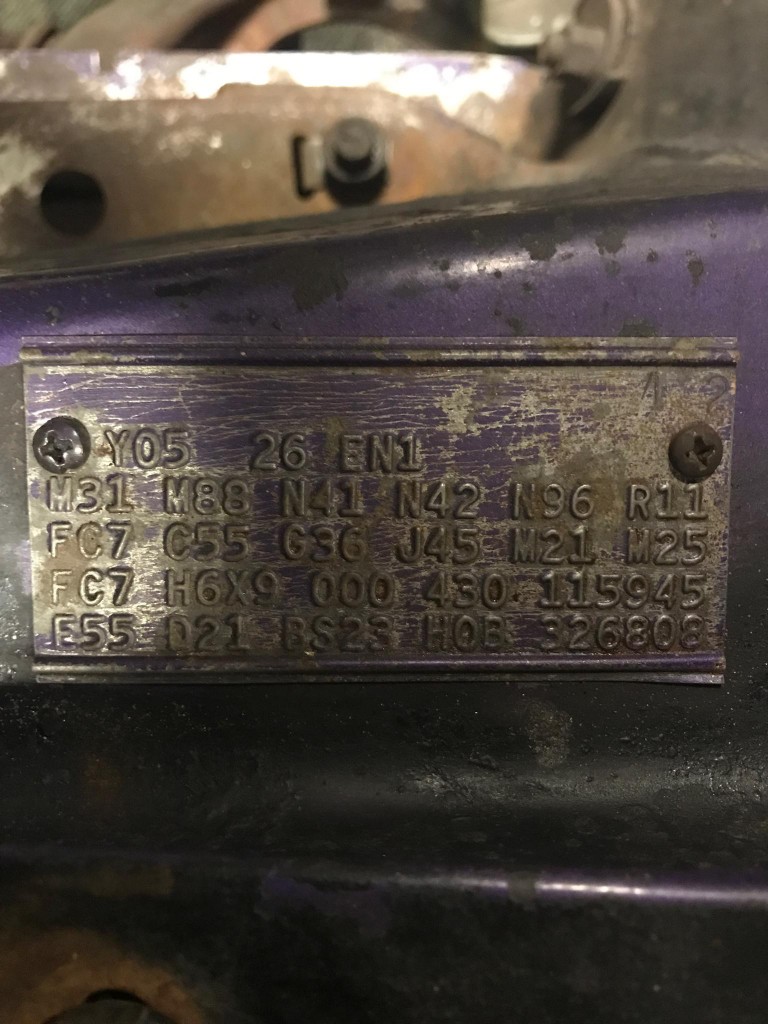 Y05 26 EN1
M31 M88 N41 N42 N96 R11
FC7 C55 G36 J45 M21 M25
FC7 H6X9 000 430 115945
E55 D21 BS23 H0B 326808